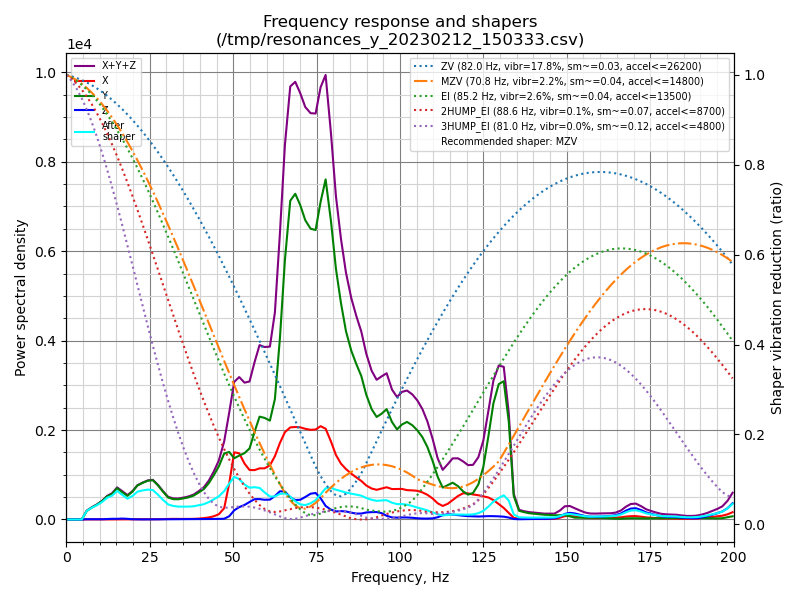 Frequency response and shapers
(/tmp/resonances_y_20230212_150333.csv)
1e4
X+Y+Z
X
Y
Z
After
shaper
ZV (82.0 Hz, vibr=17.8%, sm~=0.03, accel<=26200)
MZV (70.8 Hz, vibr=2.2%, sm~=0.04, accel<=14800)
EI (85.2 Hz, vibr=2.6%, sm~=0.04, accel<=13500)
2HUMP_EI (88.6 Hz, vibr=0.1%, sm~=0.07, accel<=8700)
3HUMP_EI (81.0 Hz, vibr=0.0%, sm~=0.12, accel<=4800)
Recommended shaper: MZV
Power spectral density
1.0
0.8
0.6
0.4
0.2
0.0
1.0
0.8
0.6
0.4
0.2
0.0
Shaper vibration reduction (ratio)
0 25 50 75 100 125 150 175 200
Frequency, Hz